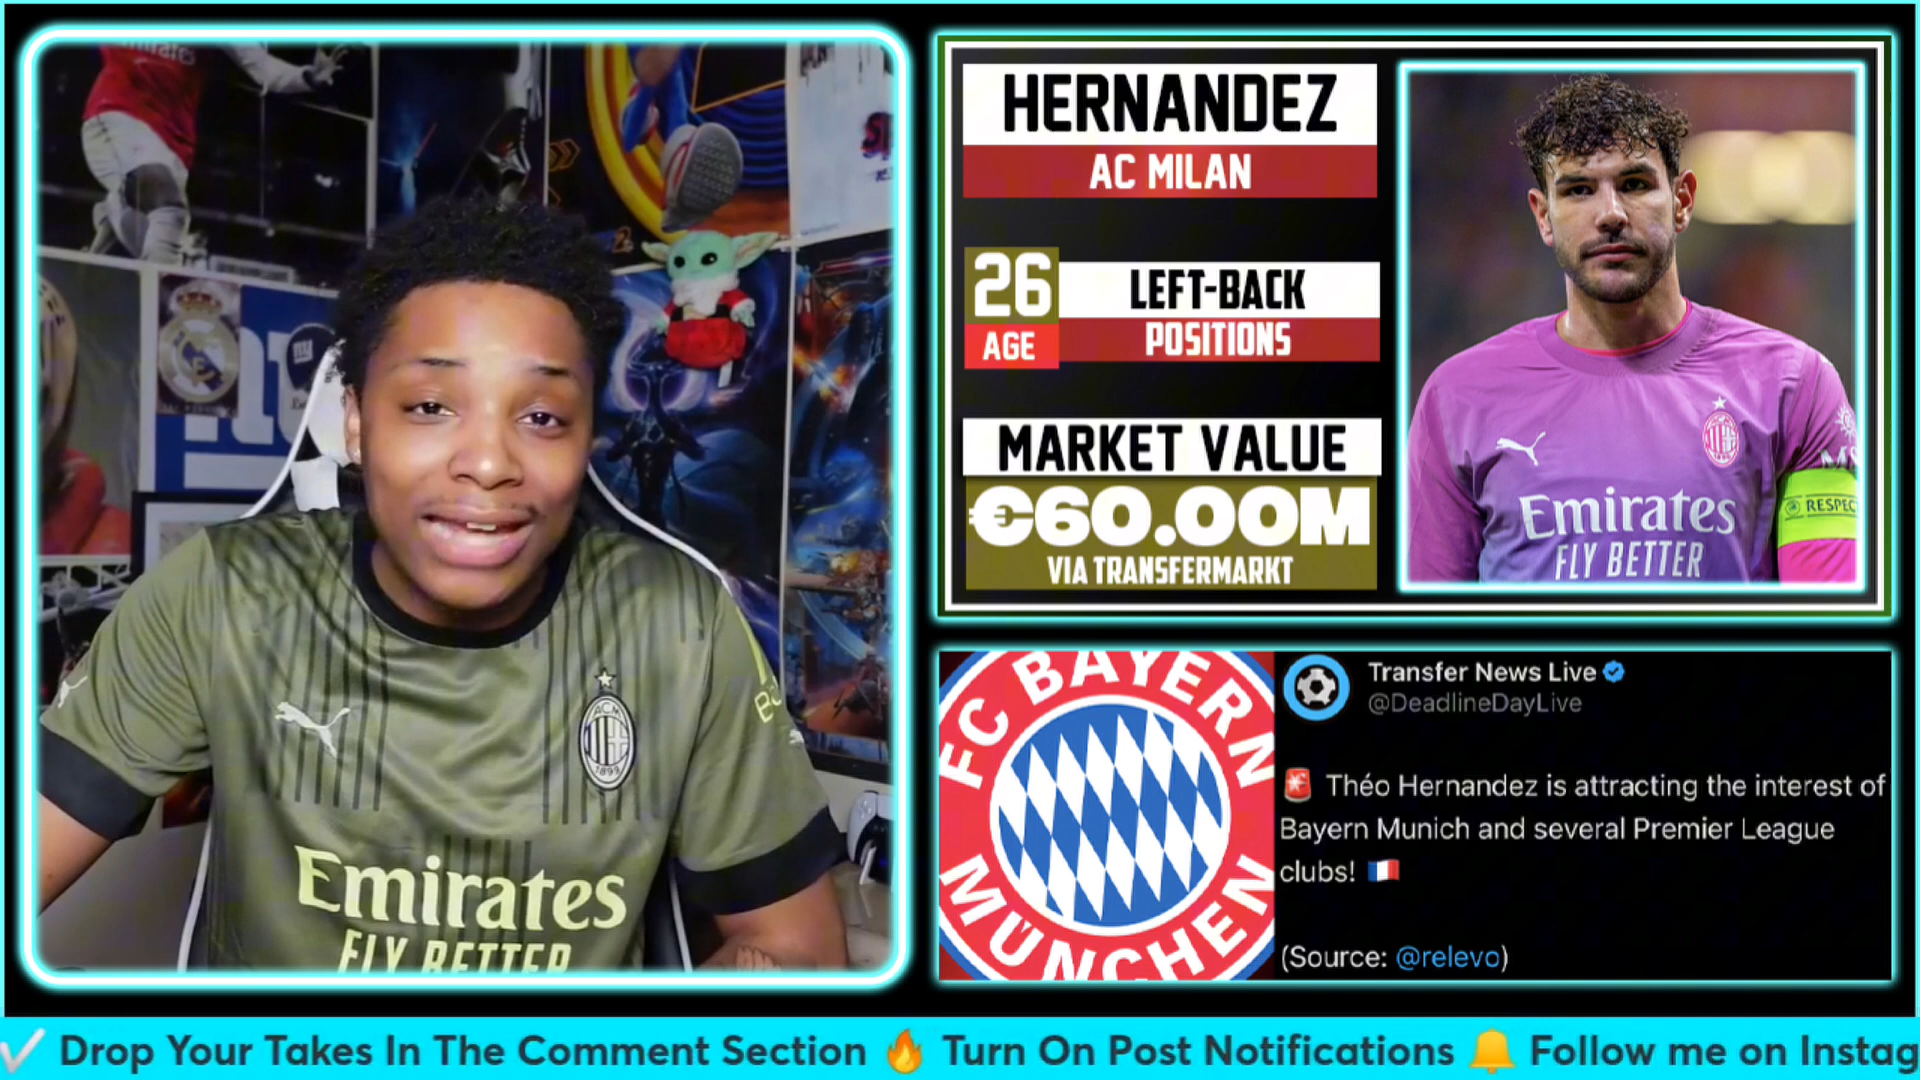 Emirates
FLY BETTER
ACM
1899
HERNANDEZ
AC MILAN
26
AGE
LEFT-BACK
POSITIONS
MARKET VALUE
€60.00M
VIA TRANSFERMARKT
Emirates
FLY BETTER
RESPEC
FC BAYERN
MÜNCHEN
Transfer News Live
@DeadlineDayLive
🚨 Théo Hernandez is attracting the interest of
Bayern Munich and several Premier League
clubs! 🇫🇷
(Source: @relevo)
✓ Drop Your Takes In The Comment Section 🔥 Turn On Post Notifications 🔔 Follow me on Instag